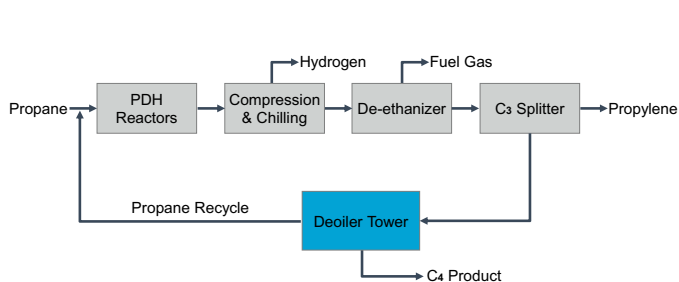 Hydrogen
Fuel Gas
Propane
PDH
Reactors
Compression
& Chilling
De-ethanizer
C₃ Splitter
Propylene
Propane Recycle
Deoiler Tower
C₄ Product